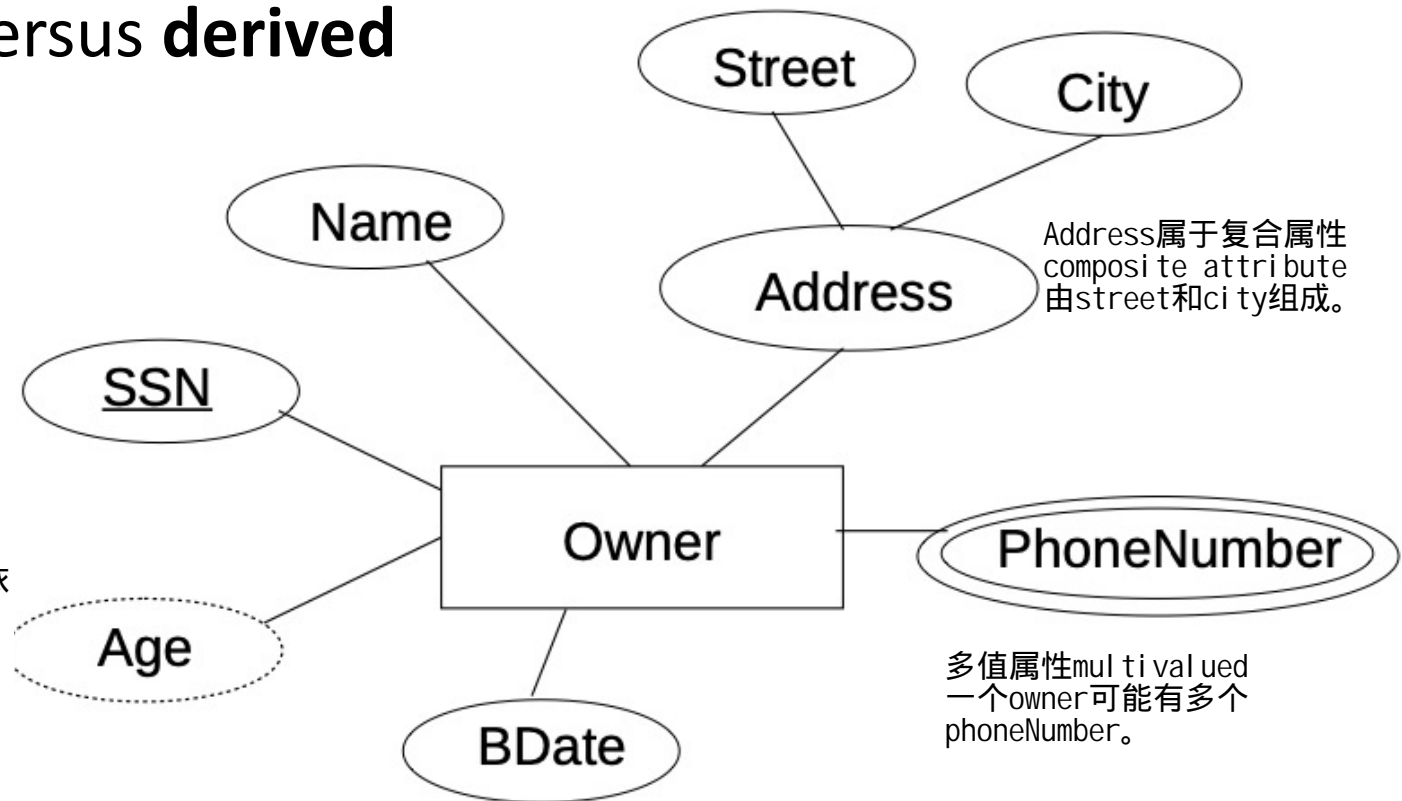 ersus derived
Street
City
Name
Address属于复合属性
composite attribute
由street和city组成。
Address
SSN
Owner
PhoneNumber
Age
多值属性multivalued
一个owner可能有多个
phoneNumber。
BDate